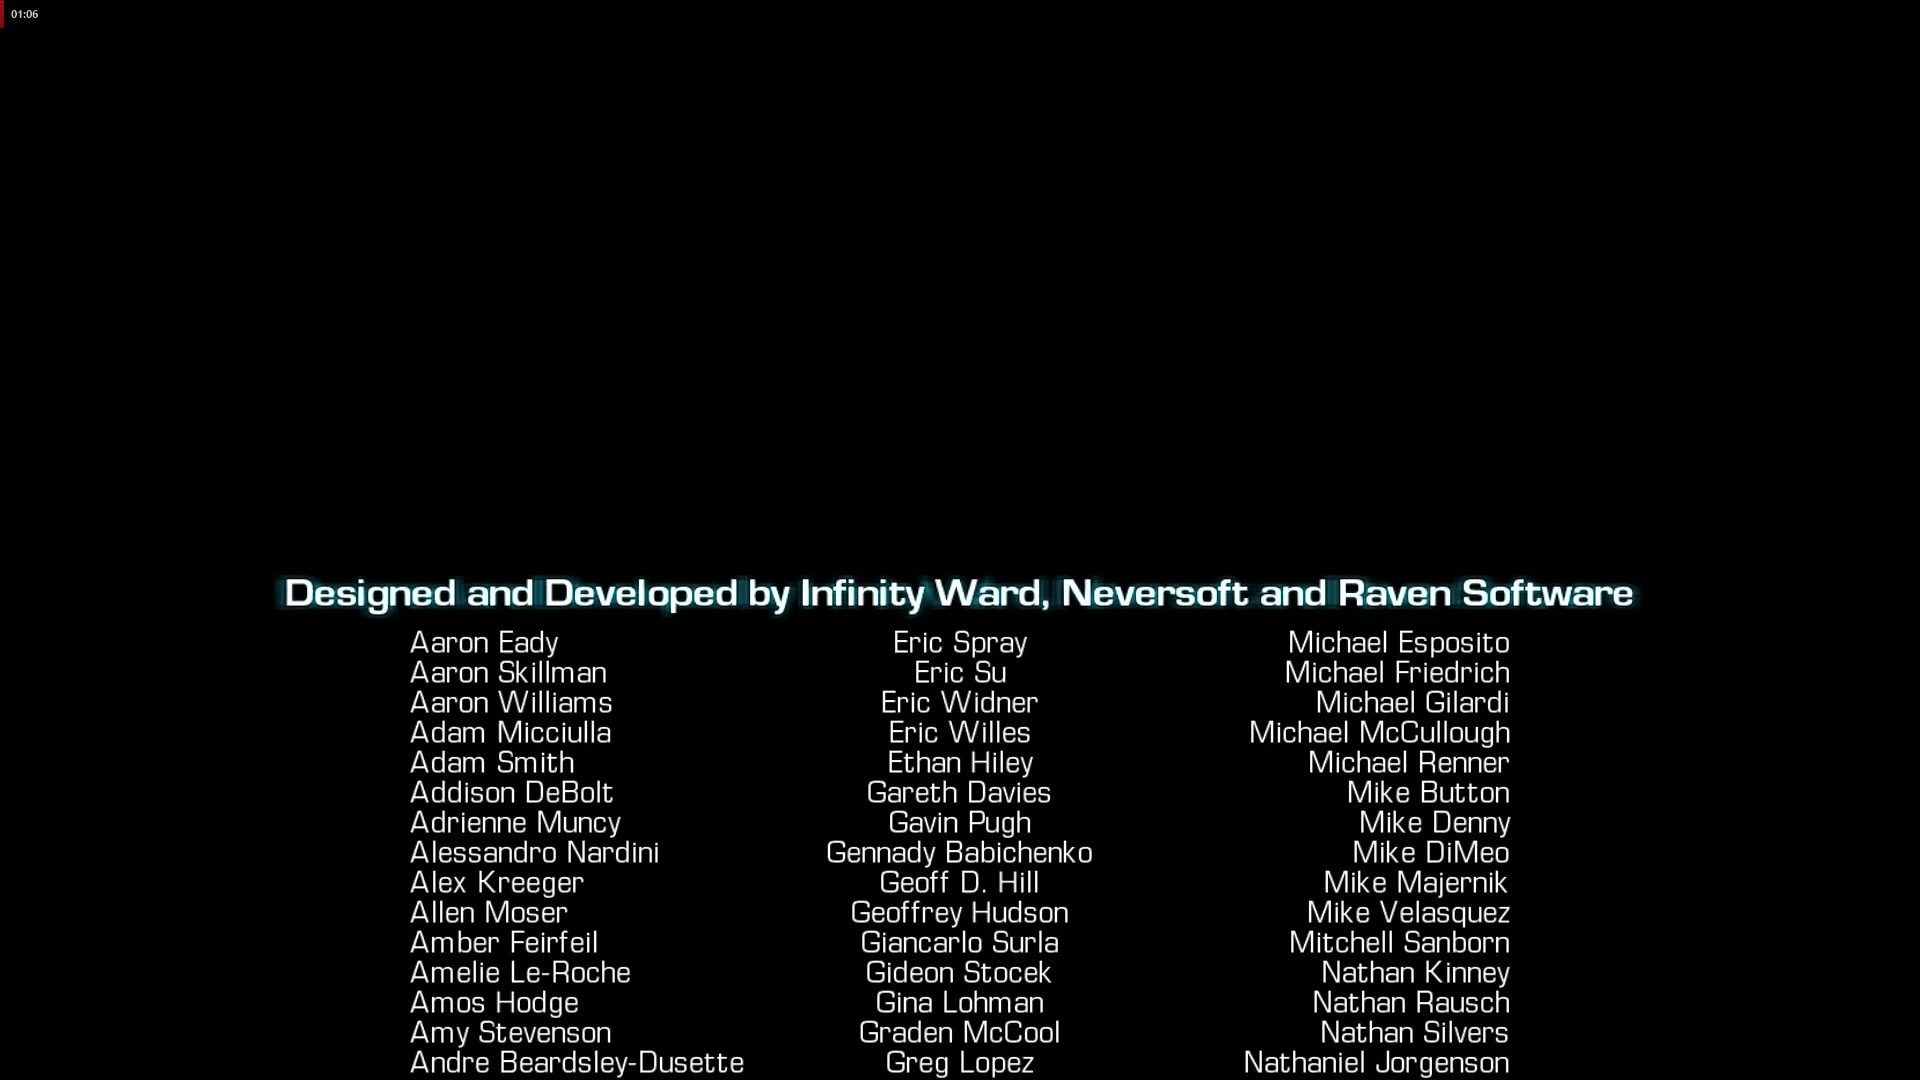 01:06
Designed and Developed by Infinity Ward, Neversoft and Raven Software
Aaron Eady Eric Spray Michael Esposito
Aaron Skillman Eric Su Michael Friedrich
Aaron Williams Eric Widner Michael Gilardi
Adam Micciulla Eric Willes Michael McCullough
Adam Smith Ethan Hiley Michael Renner
Addison DeBolt Gareth Davies Mike Button
Adrienne Muncy Gavin Pugh Mike Denny
Alessandro Nardini Gennady Babichenko Mike DiMeo
Alex Kreeger Geoff D. Hill Mike Majernik
Allen Moser Geoffrey Hudson Mike Velasquez
Amber Feirfeil Giancarlo Surla Mitchell Sanborn
Amelie Le-Roche Gideon Stocek Nathan Kinney
Amos Hodge Gina Lohman Nathan Rausch
Amy Stevenson Graden McCool Nathan Silvers
Andre Beardsley-Dusette Greg Lopez Nathaniel Jorgenson